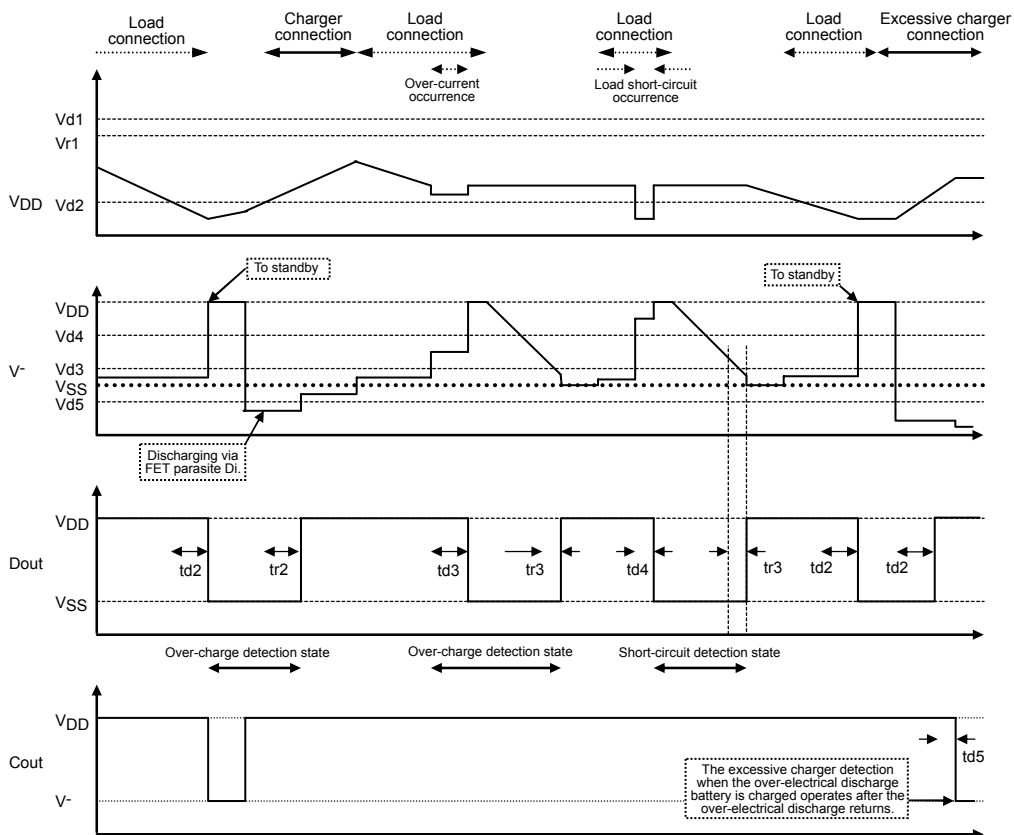 Load
connection
Charger
connection
Load
connection
Load
connection
Load
connection
Excessive charger
connection
Over-current
occurrence
Load short-circuit
occurrence
Vd1
Vr1
VDD
Vd2
To standby
To standby
VDD
Vd4
V-
Vd3
VSS
Vd5
Discharging via
FET parasite Di.
VDD
Dout
td2
tr2
td3
tr3
td4
tr3
td2
td2
VSS
Over-charge detection state
Over-charge detection state
Short-circuit detection state
VDD
Cout
td5
The excessive charger detection
when the over-electrical discharge
battery is charged operates after the
over-electrical discharge returns.
V-